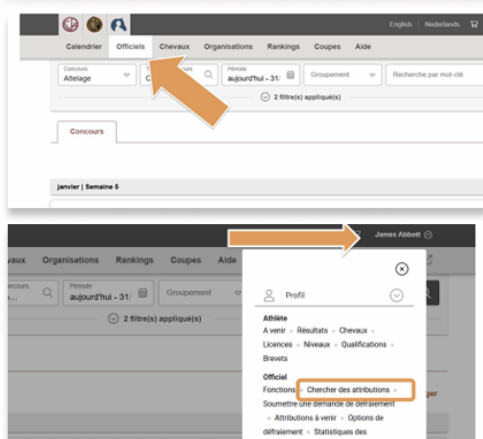 English | Nederlands
Calendrier Officiels Chevaux Organisations Rankings Coupes Aide
Concours Période
Attelage aujourd'hui - 31/ Groupement Recherche par mot-clé
2 filtre(s) appliqué(s)
Concours
janvier | Semaine 5
James Abbott
vaux Organisations Rankings Coupes Aide
Période
aujourd'hui - 31/ Groupement
Profil
2 filtre(s) appliqué(s)
Athlète
A venir Résultats Chevaux
Licences Niveaux Qualifications
Brevets
Officiel
Fonctions Chercher des attributions
Soumettre une demande de défraiement
Attributions à venir Options de
défraiement Statistiques des